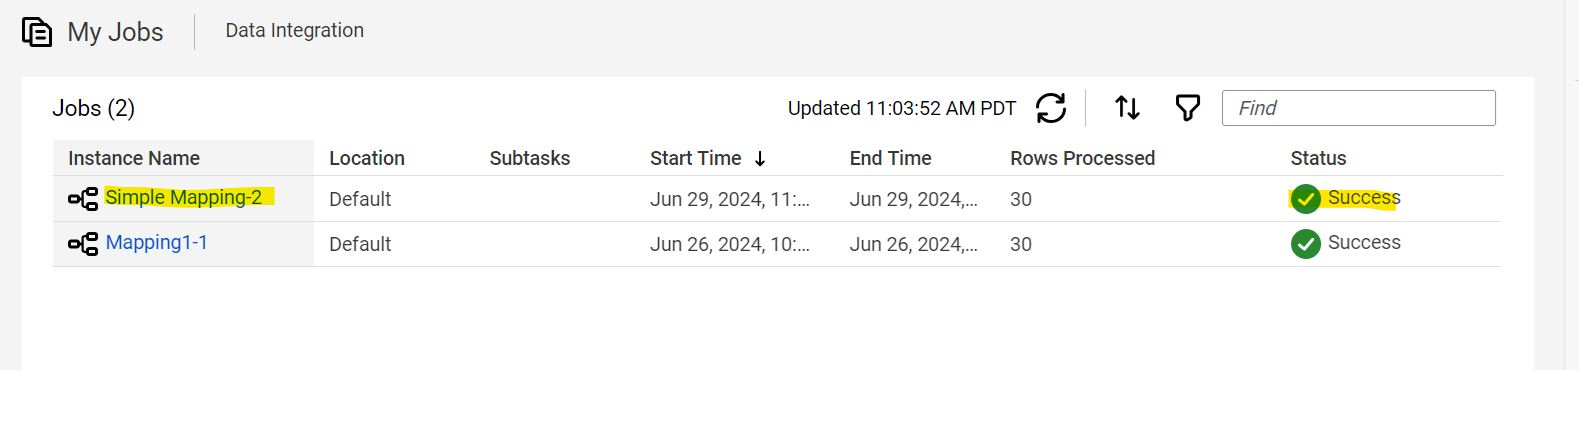 My Jobs Data Integration
Jobs (2) Updated 11:03:52 AM PDT Find
Instance Name Location Subtasks Start Time End Time Rows Processed Status
Simple Mapping-2 Default Jun 29, 2024, 11:... Jun 29, 2024,... 30 Success
Mapping1-1 Default Jun 26, 2024, 10:... Jun 26, 2024,... 30 Success